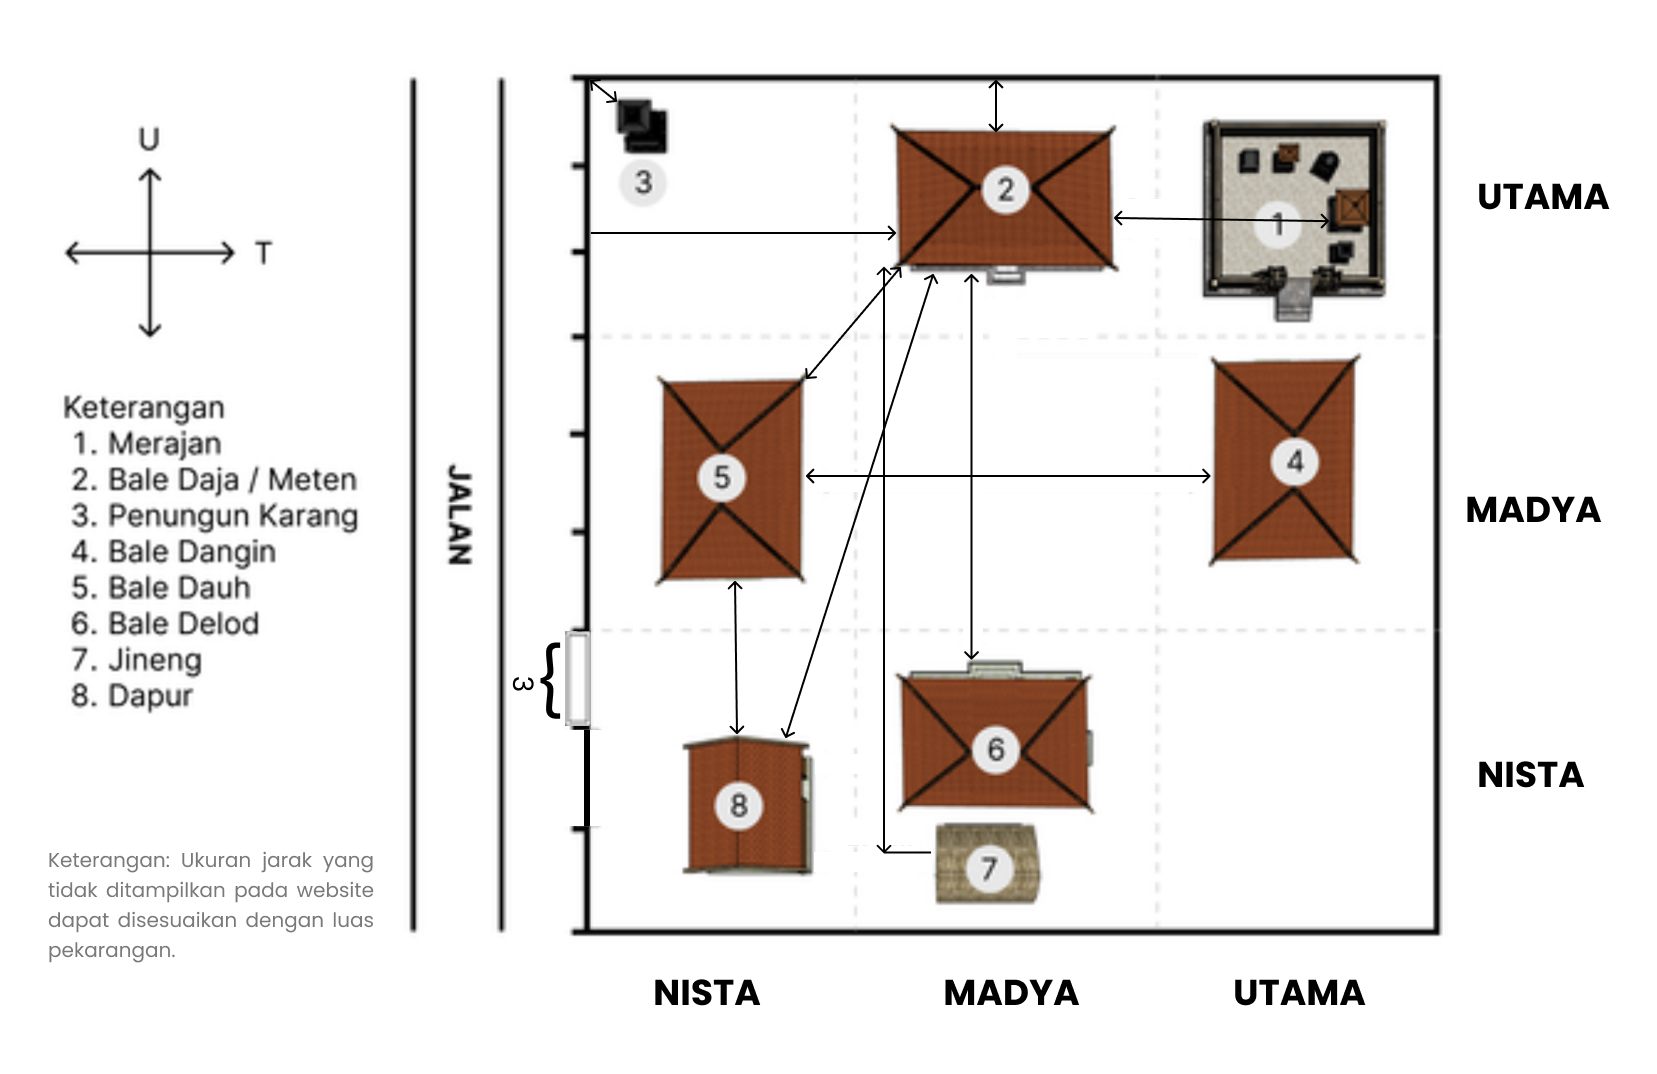 U
T
Keterangan
1. Merajan
2. Bale Daja / Meten
3. Penungun Karang
4. Bale Dangin
5. Bale Dauh
6. Bale Delod
7. Jineng
8. Dapur
Keterangan: Ukuran jarak yang
tidak ditampilkan pada website
dapat disesuaikan dengan luas
pekarangan.
JALAN
3
3
2
1
5
4
6
8
7
UTAMA
MADYA
NISTA
NISTA
MADYA
UTAMA